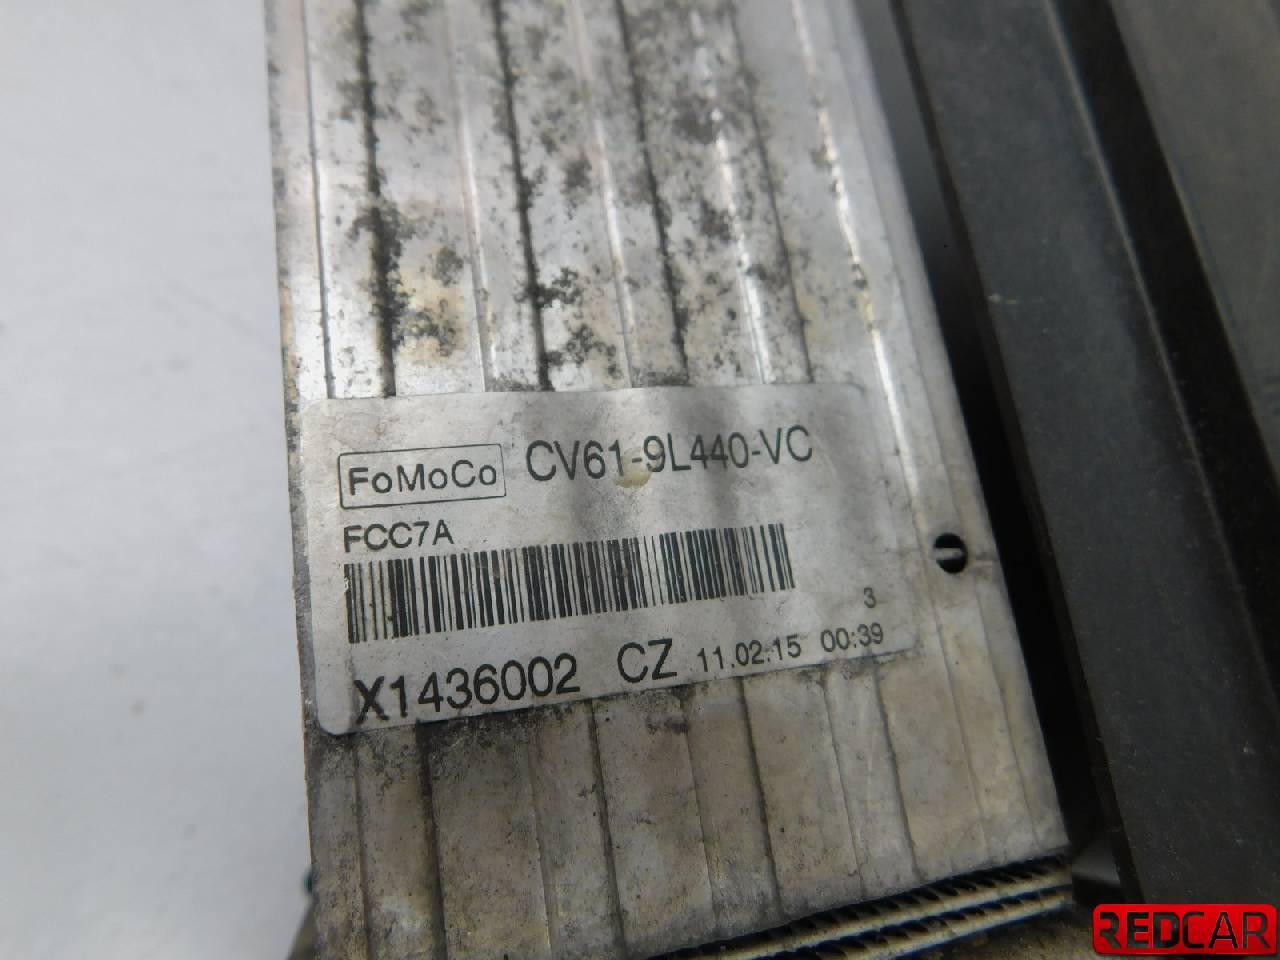 FoMoCo CV61-9L440-VC
FCC7A
3
X1436002 CZ 11.02.15 00:39
REDCAR